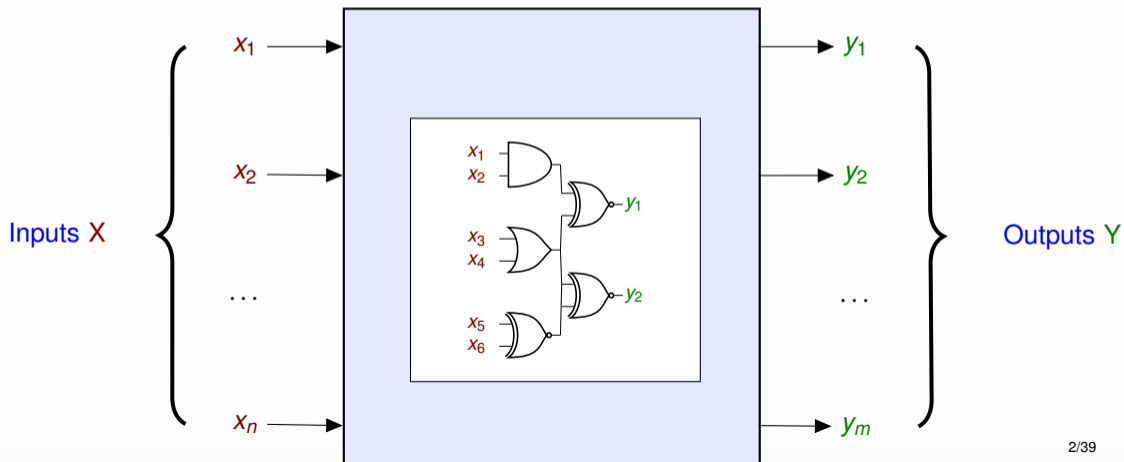 x1
y1
x1
x2
x2
y2
y1
Inputs X
x3
x4
Outputs Y
y2
...
...
x5
x6
xn
ym
2/39